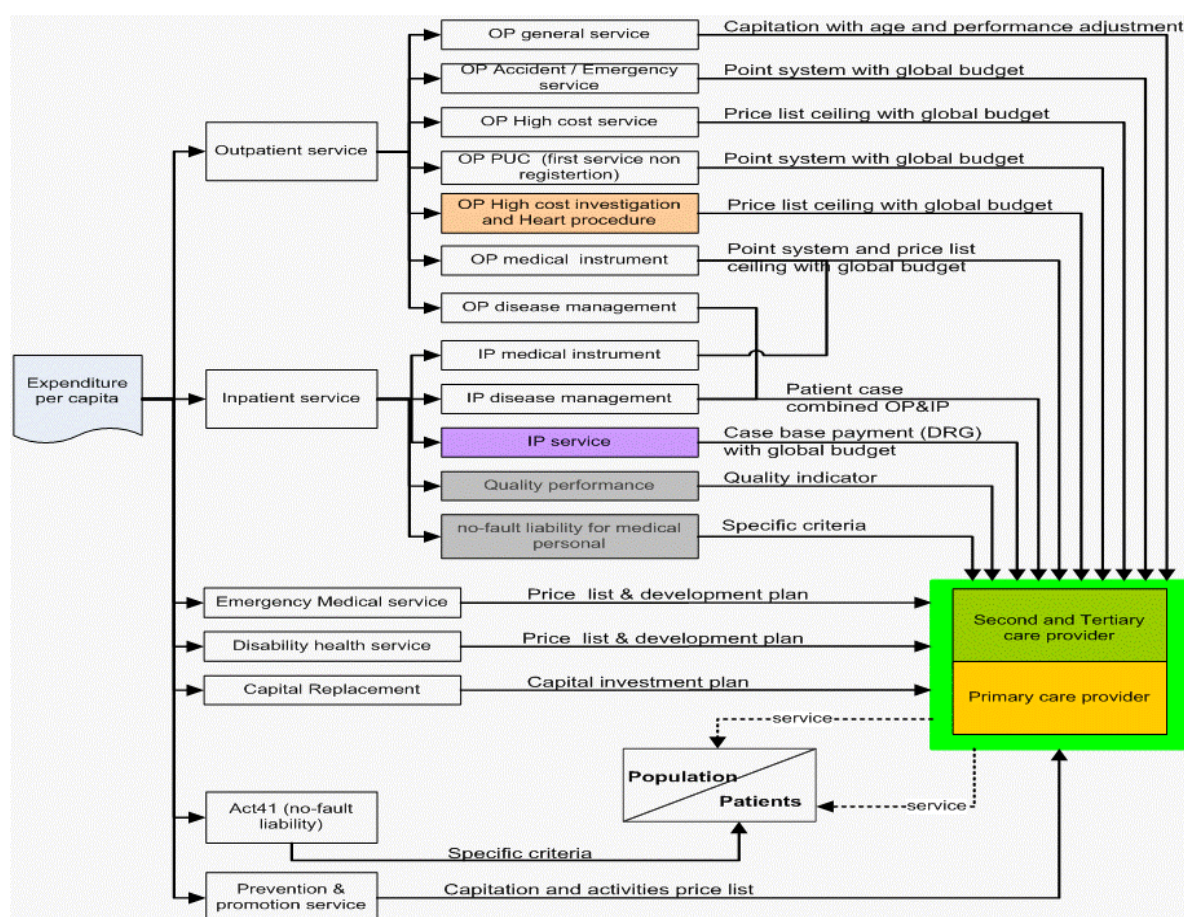 OP general service
Capitation with age and performance adjustment
OP Accident / Emergency
service
Point system with global budget
OP High cost service
Price list ceiling with global budget
Outpatient service
OP PUC (first service non
registertion)
Point system with global budget
OP High cost investigation
and Heart procedure
Price list ceiling with global budget
OP medical instrument
Point system and price list
ceiling with global budget
OP disease management
IP medical instrument
Expenditure
per capita
Inpatient service
IP disease management
Patient case
combined OP&IP
IP service
Case base payment (DRG)
with global budget
Quality performance
Quality indicator
no-fault liability for medical
personal
Specific criteria
Emergency Medical service
Price list & development plan
Second and Tertiary
care provider
Disability health service
Price list & development plan
Capital Replacement
Capital investment plan
Primary care provider
service
Population
Patients
service
Act41 (no-fault
liability)
Specific criteria
Prevention &
promotion service
Capitation and activities price list